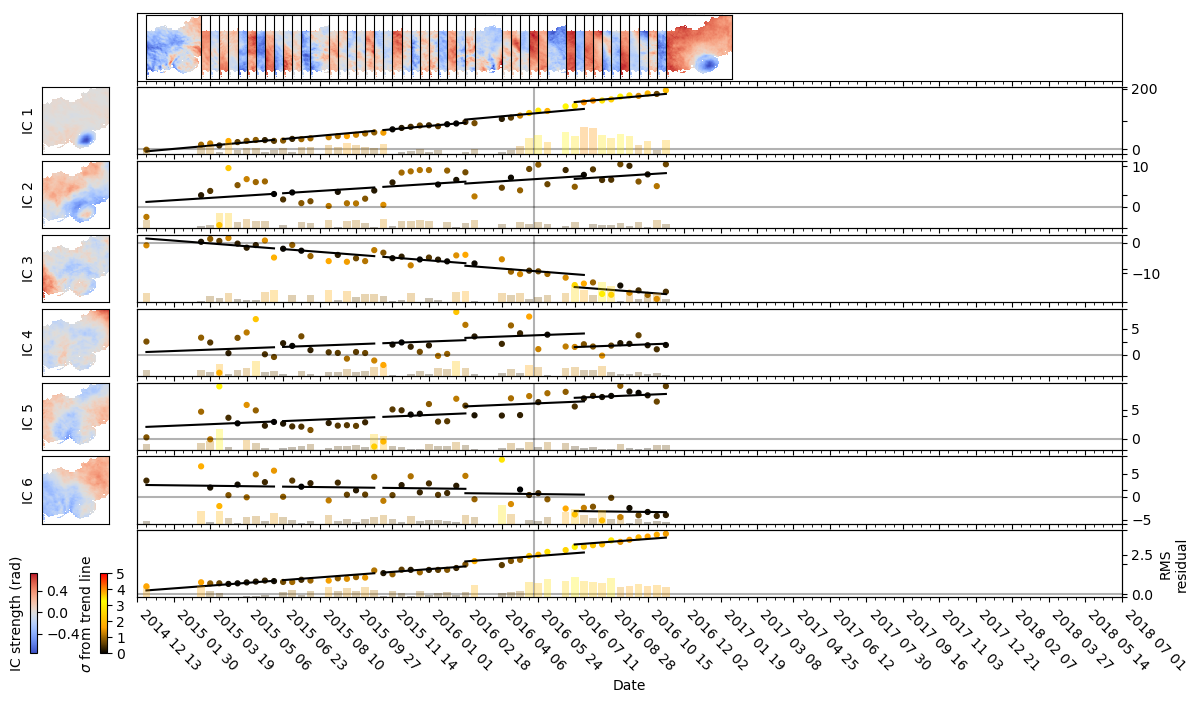 IC 1
200
0
IC 2
10
0
IC 3
0
−10
IC 4
5
0
IC 5
5
0
IC 6
5
0
−5
2.5
0.0
RMS
residual
IC strength (rad)
0.4
0.0
−0.4
σ from trend line
5
4
3
2
1
0
2014 12 13
2015 01 30
2015 03 19
2015 05 06
2015 06 23
2015 08 10
2015 09 27
2015 11 14
2016 01 01
2016 02 18
2016 04 06
2016 05 24
2016 07 11
2016 08 28
2016 10 15
2016 12 02
2017 01 19
2017 03 08
2017 04 25
2017 06 12
2017 07 30
2017 09 16
2017 11 03
2017 12 21
2018 02 07
2018 03 27
2018 05 14
2018 07 01
Date